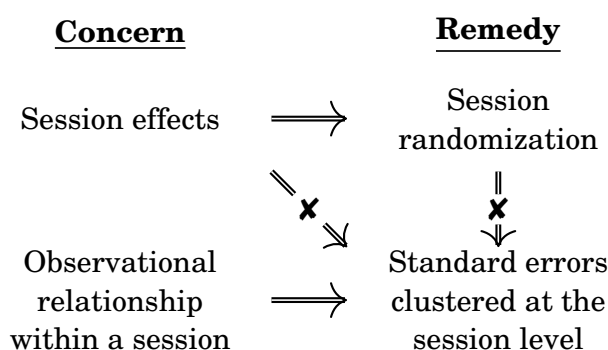 Concern
Remedy
Session effects
Session
randomization
Observational
relationship
within a session
Standard errors
clustered at the
session level